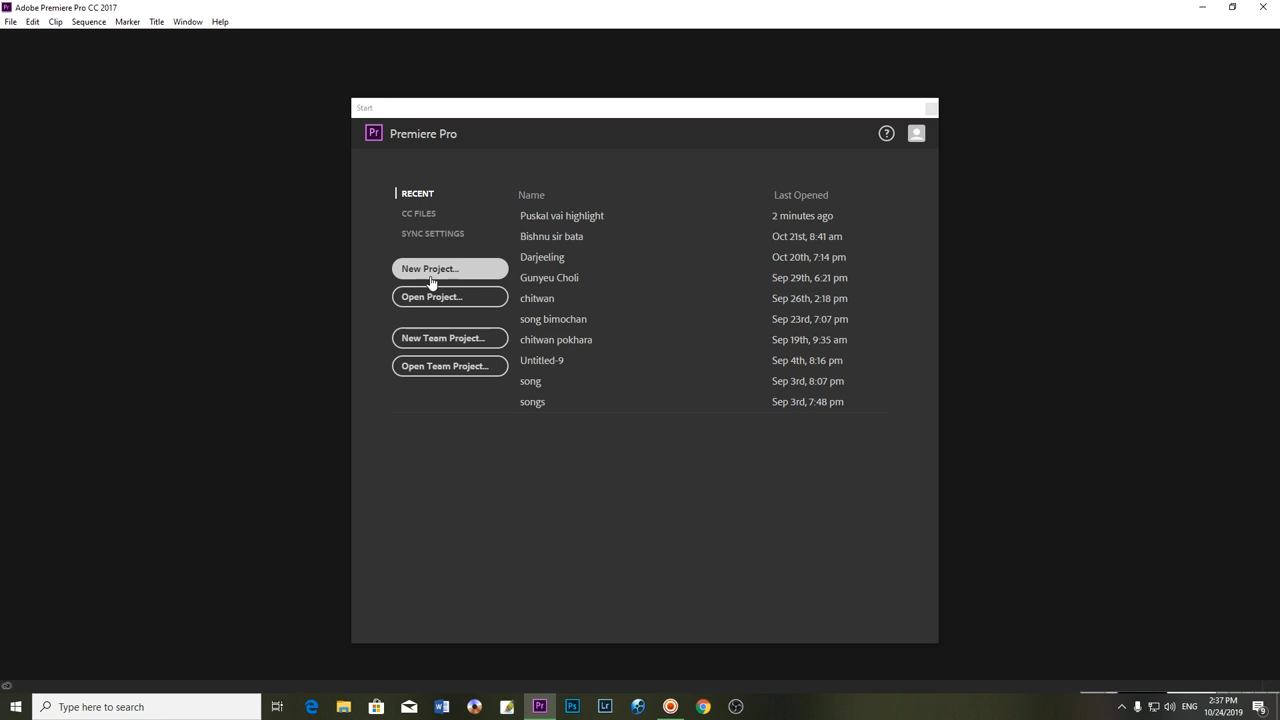 Adobe Premiere Pro CC 2017
File Edit Clip Sequence Marker Title Window Help
Start
Pr Premiere Pro ?
RECENT
CC FILES
SYNC SETTINGS
New Project...
Open Project...
New Team Project...
Open Team Project...
Name Last Opened
Puskal vai highlight 2 minutes ago
Bishnu sir bata Oct 21st, 8:41 am
Darjeeling Oct 20th, 7:14 pm
Gunyeu Choli Sep 29th, 6:21 pm
chitwan Sep 26th, 2:18 pm
song bimochan Sep 23rd, 7:07 pm
chitwan pokhara Sep 19th, 9:35 am
Untitled-9 Sep 4th, 8:16 pm
song Sep 3rd, 8:07 pm
songs Sep 3rd, 7:48 pm
Type here to search Pr Ps Lr ENG 2:37 PM
10/24/2019